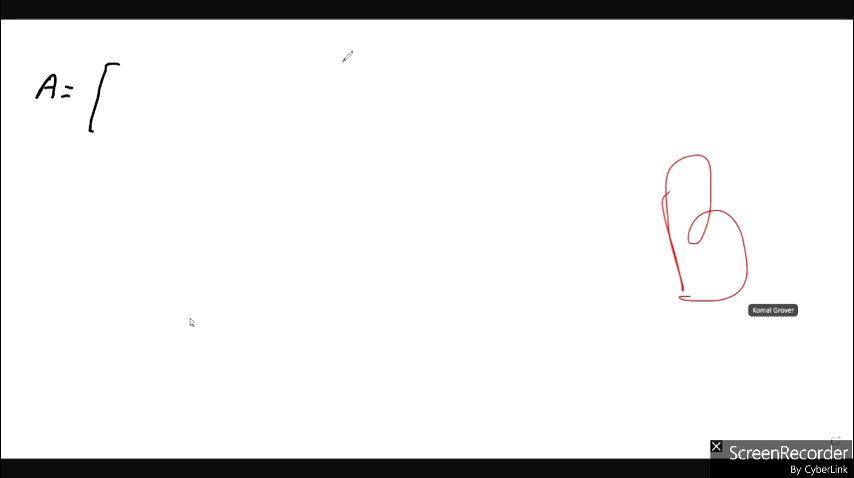 A = [
B
Komal Grover
ScreenRecorder
By CyberLink